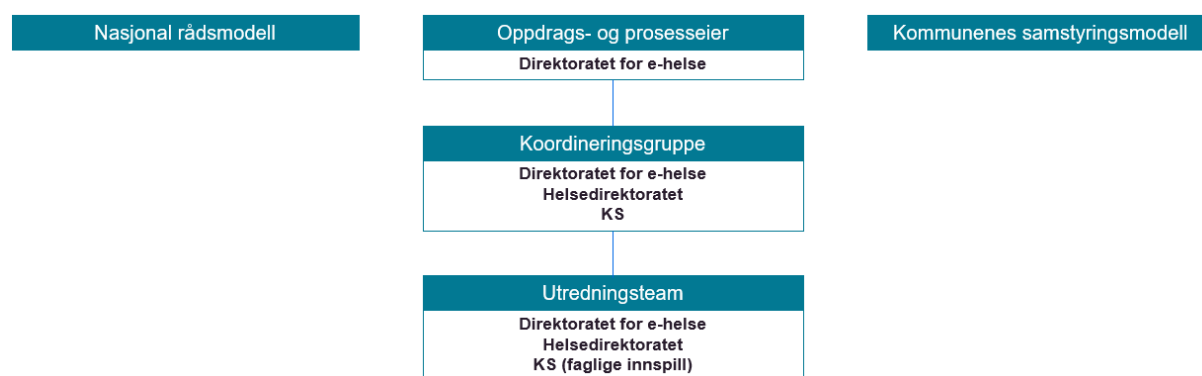 Nasjonal rådsmodell
Oppdrags- og prosesseier
Kommunenes samstyringsmodell
Direktoratet for e-helse
Koordineringsgruppe
Direktoratet for e-helse
Helsedirektoratet
KS
Utredningsteam
Direktoratet for e-helse
Helsedirektoratet
KS (faglige innspill)